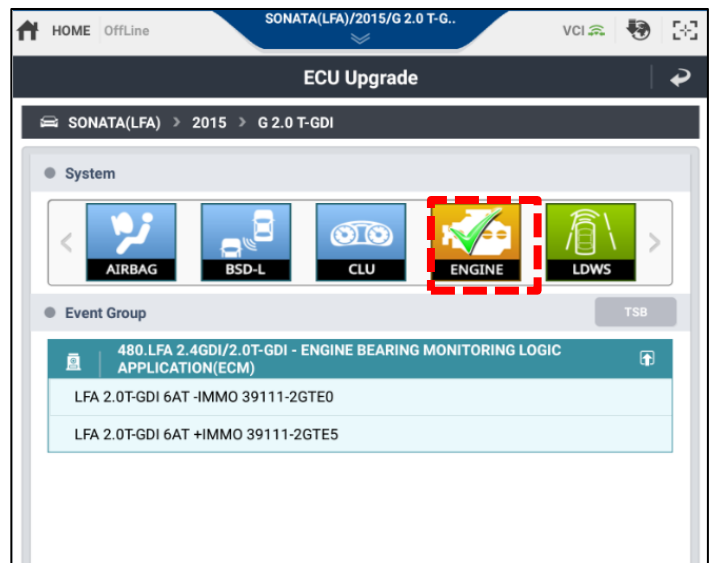 HOME OffLine SONATA(LFA)/2015/G 2.0 T-G.. VCI
ECU Upgrade
SONATA(LFA) > 2015 > G 2.0 T-GDI
System
AIRBAG BSD-L CLU ENGINE LDWS
Event Group TSB
480.LFA 2.4GDI/2.0T-GDI - ENGINE BEARING MONITORING LOGIC
APPLICATION(ECM)
LFA 2.0T-GDI 6AT -IMMO 39111-2GTE0
LFA 2.0T-GDI 6AT +IMMO 39111-2GTE5